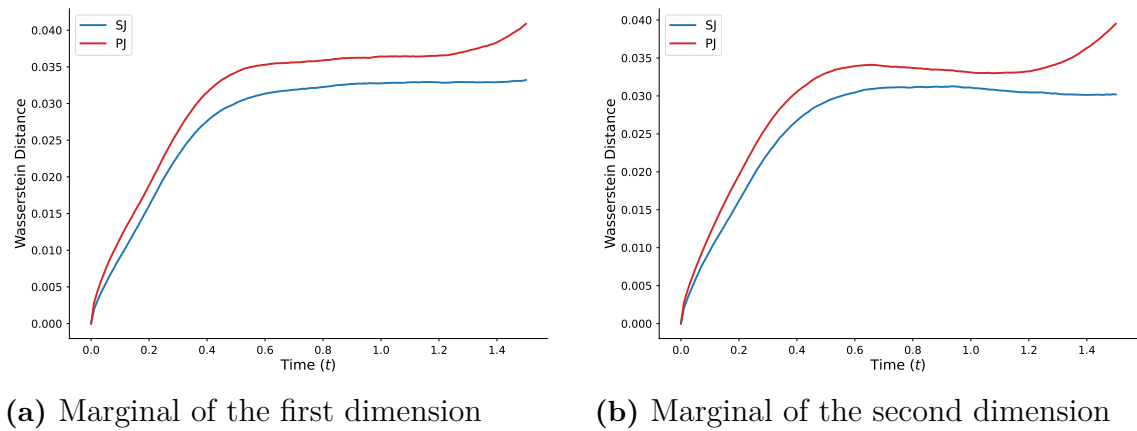 SJ
PJ
0.040
0.035
0.030
0.025
0.020
0.015
0.010
0.005
0.000
Wasserstein Distance
0.0 0.2 0.4 0.6 0.8 1.0 1.2 1.4
Time (t)
(a) Marginal of the first dimension
SJ
PJ
0.040
0.035
0.030
0.025
0.020
0.015
0.010
0.005
0.000
Wasserstein Distance
0.0 0.2 0.4 0.6 0.8 1.0 1.2 1.4
Time (t)
(b) Marginal of the second dimension